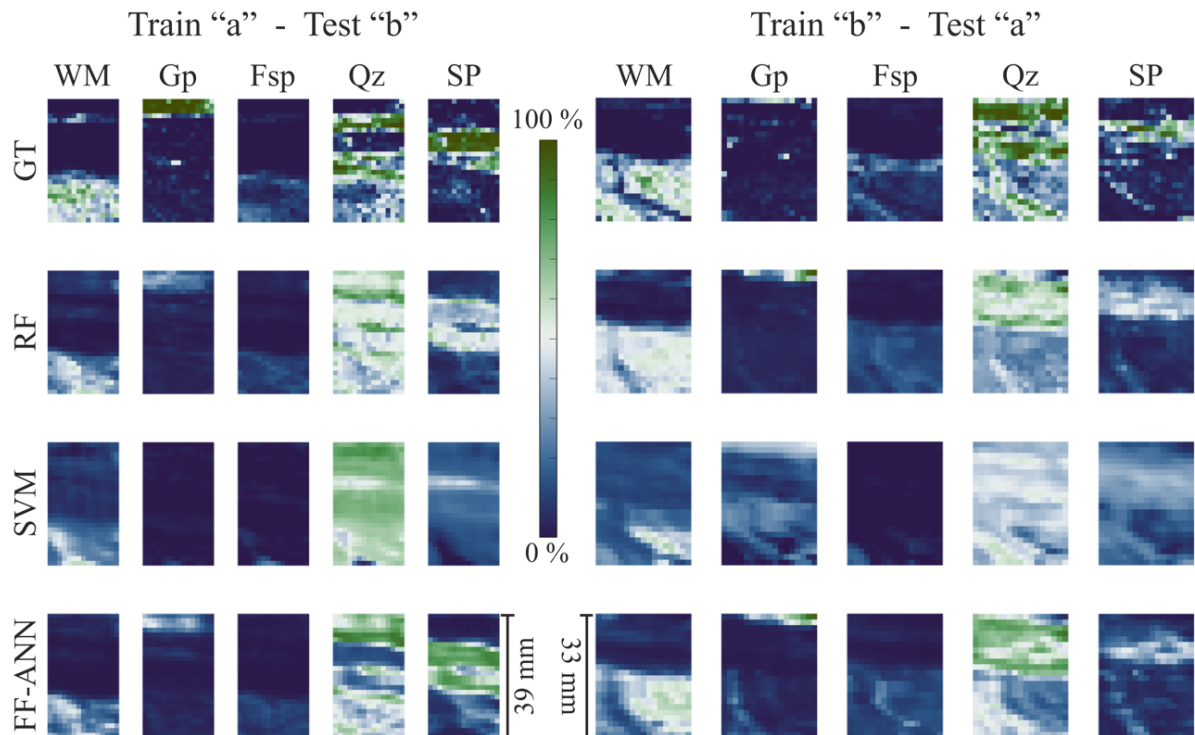 Train “a” - Test “b”
Train “b” - Test “a”
WM Gp Fsp Qz SP
WM Gp Fsp Qz SP
GT
100 %
0 %
RF
SVM
FF-ANN
39 mm
33 mm